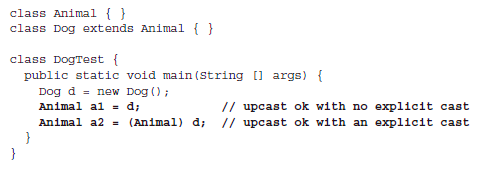 class Animal { }
class Dog extends Animal { }

class DogTest {
  public static void main(String [] args) {
    Dog d = new Dog();
    Animal a1 = d;           // upcast ok with no explicit cast
    Animal a2 = (Animal) d;  // upcast ok with an explicit cast
  }
}